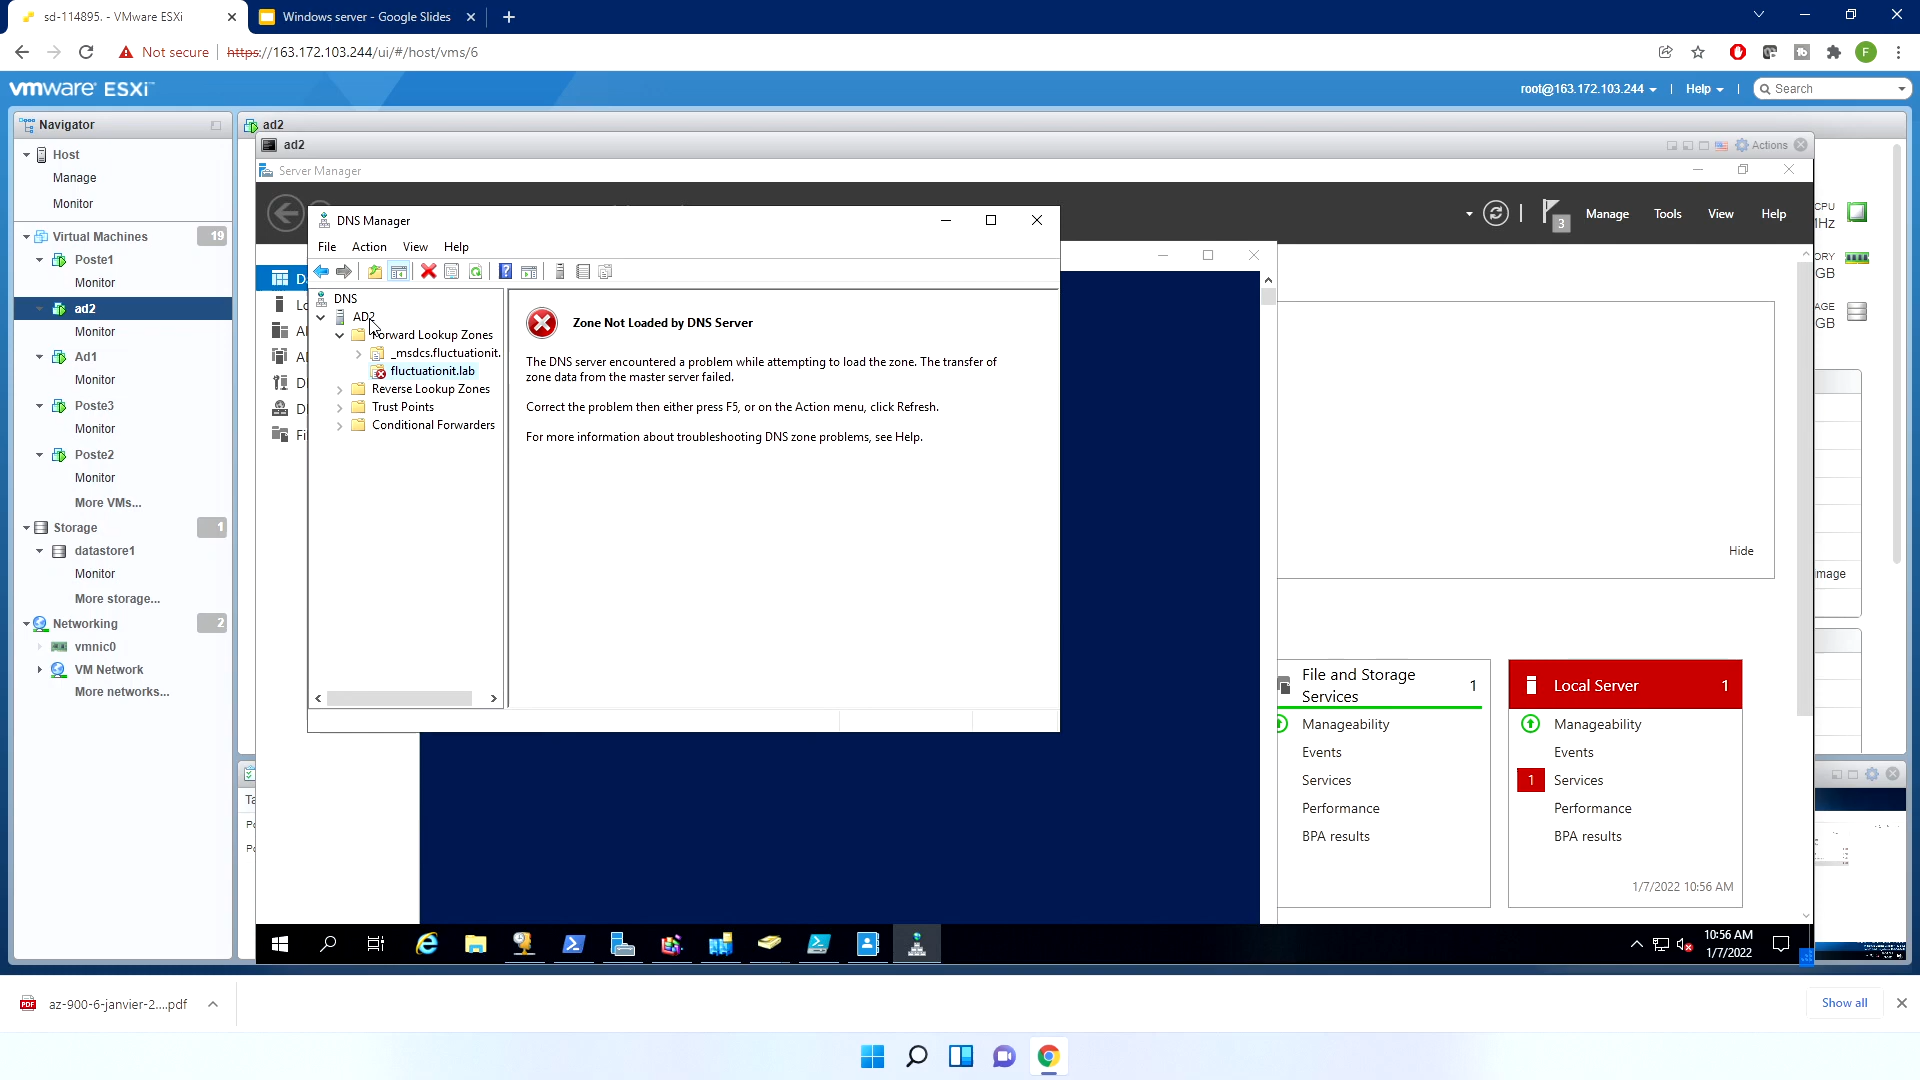 sd-114895. - VMware ESXi
Windows server - Google Slides
Not secure
https://163.172.103.244/ui/#/host/vms/6
F
vmware ESXi
root@163.172.103.244
Help
Search
Navigator
Host
Manage
Monitor
Virtual Machines 19
Poste1
Monitor
ad2
Monitor
Ad1
Monitor
Poste3
Monitor
Poste2
Monitor
More VMs...
Storage 1
datastore1
Monitor
More storage...
Networking 2
vmnic0
VM Network
More networks...
ad2
ad2
Actions
Server Manager
3
Manage Tools View Help
DNS Manager
File Action View Help
DNS
AD2
Forward Lookup Zones
_msdcs.fluctuationit.
fluctuationit.lab
Reverse Lookup Zones
Trust Points
Conditional Forwarders
Zone Not Loaded by DNS Server
The DNS server encountered a problem while attempting to load the zone. The transfer of
zone data from the master server failed.
Correct the problem then either press F5, or on the Action menu, click Refresh.
For more information about troubleshooting DNS zone problems, see Help.
Hide
File and Storage
Services 1
Manageability
Events
Services
Performance
BPA results
Local Server 1
Manageability
Events
1 Services
Performance
BPA results
1/7/2022 10:56 AM
CPU
MHz
GB
GB
10:56 AM
1/7/2022
az-900-6-janvier-2....pdf
Show all